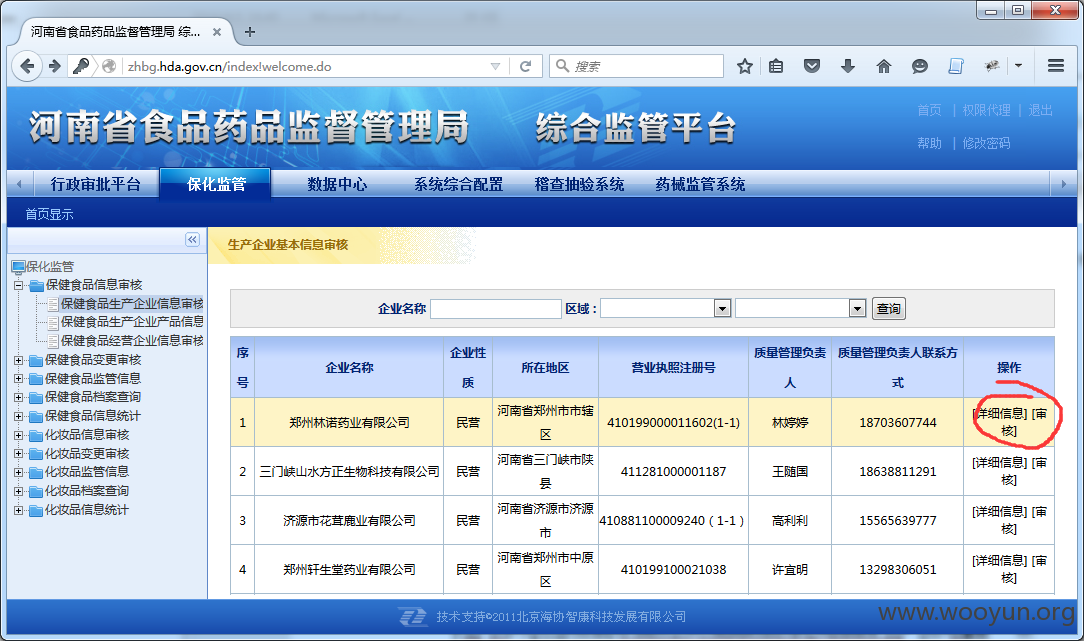 河南省食品药品监督管理局 综...
zhbg.hda.gov.cn/index!welcome.do
搜索
河南省食品药品监督管理局 综合监管平台
首页 | 权限代理 | 退出
帮助 | 修改密码
行政审批平台 保化监管 数据中心 系统综合配置 稽查抽验系统 药械监管系统
首页显示
保化监管
保健食品信息审核
保健食品生产企业信息审核
保健食品生产企业产品信息
保健食品经营企业信息审核
保健食品变更审核
保健食品监管信息
保健食品档案查询
保健食品信息统计
化妆品信息审核
化妆品变更审核
化妆品监管信息
化妆品档案查询
化妆品信息统计
生产企业基本信息审核
企业名称 区域： 查询
序号 企业名称 企业性质 所在地区 营业执照注册号 质量管理负责人 质量管理负责人联系方式 操作
1 郑州林诺药业有限公司 民营 河南省郑州市市辖区 410199000011602(1-1) 林婷婷 18703607744 [详细信息] [审核]
2 三门峡山水方正生物科技有限公司 民营 河南省三门峡市陕县 411281000001187 王随国 18638811291 [详细信息] [审核]
3 济源市花茸鹿业有限公司 民营 河南省济源市济源市 410881100009240（1-1） 高利利 15565639777 [详细信息] [审核]
4 郑州轩生堂药业有限公司 民营 河南省郑州市中原区 410199100021038 许宜明 13298306051 [详细信息] [审核]
技术支持©2011北京海协智康科技发展有限公司
www.wooyun.org